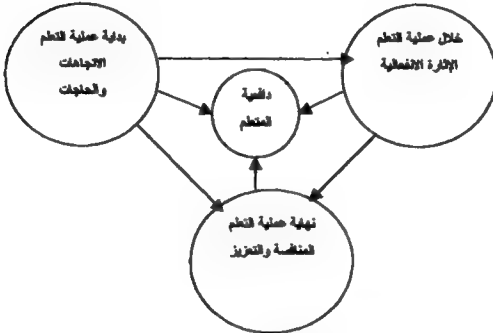 بداية عملية التعلم
الاتجاهات
والحاجات
خلال عملية التعلم
الإثارة الانفعالية
دافعية
المتعلم
نهاية عملية التعلم
المنافسة والتعزيز